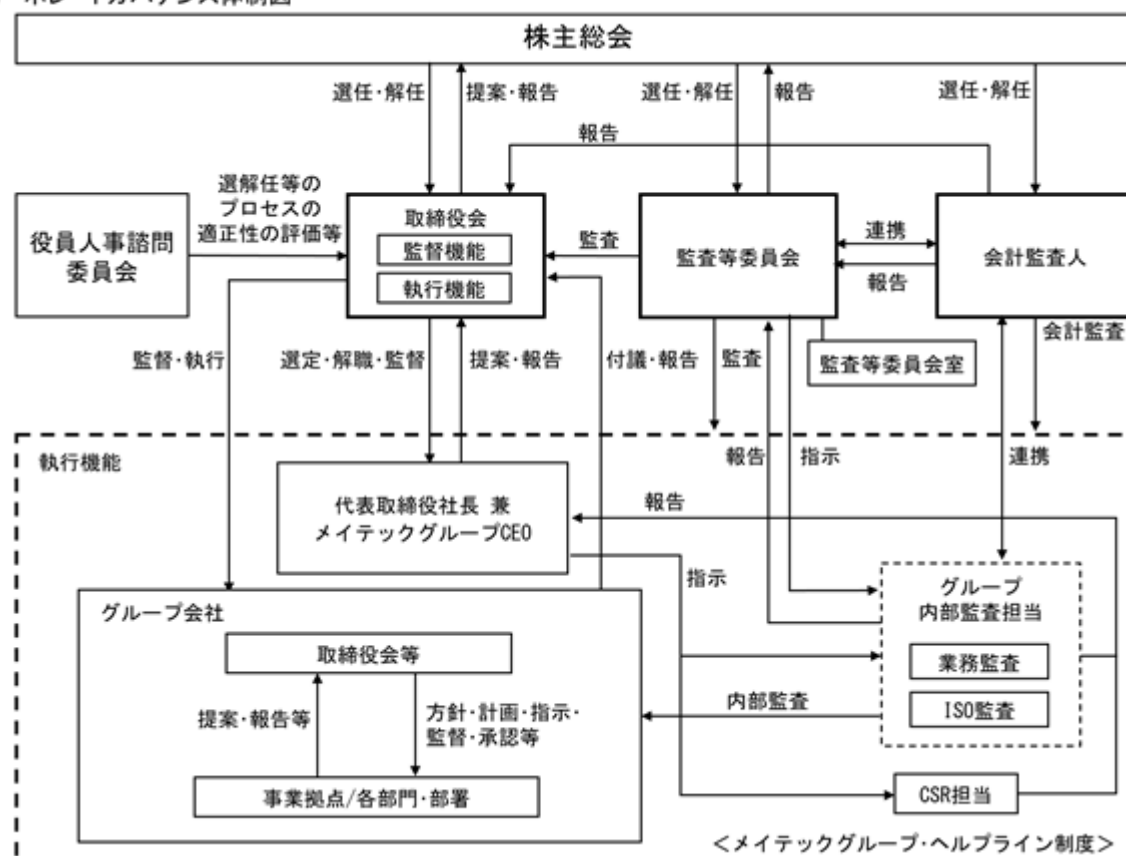 株主総会
選任・解任
提案・報告
選任・解任
報告
選任・解任
報告
役員人事諮問
委員会
選解任等の
プロセスの
適正性の評価等
取締役会
監督機能
執行機能
監査
監査等委員会
連携
報告
会計監査人
監督・執行
選定・解職・監督
提案・報告
付議・報告
監査
監査等委員会室
会計監査
執行機能
報告
指示
連携
代表取締役社長 兼
メイテックグループCEO
報告
指示
グループ会社
取締役会等
提案・報告等
方針・計画・指示・
監督・承認等
事業拠点/各部門・部署
内部監査
グループ
内部監査担当
業務監査
ISO監査
CSR担当
＜メイテックグループ・ヘルプライン制度＞